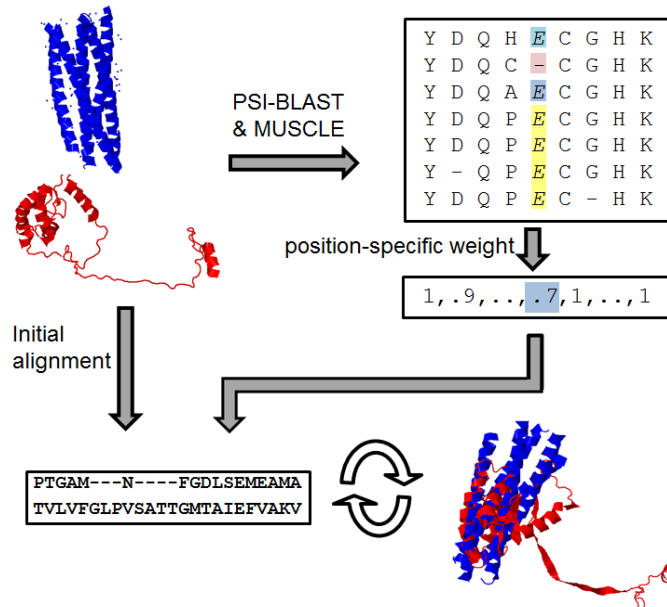 PSI-BLAST
& MUSCLE
Y D Q H E C G H K
Y D Q C - C G H K
Y D Q A E C G H K
Y D Q P E C G H K
Y D Q P E C G H K
Y - Q P E C G H K
Y D Q P E C - H K
position-specific weight
1,.9,..,.7,1,..,1
Initial
alignment
PTGAM---N----FGDLSEMEAMA
TVLVFGLPVSATTGMTAIEFVAKV